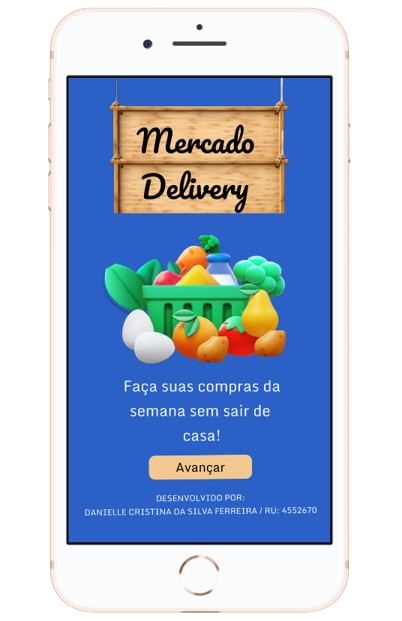 Mercado
Delivery
Faça suas compras da
semana sem sair de
casa!
Avançar
DESENVOLVIDO POR:
DANIELLE CRISTINA DA SILVA FERREIRA / RU: 4552670